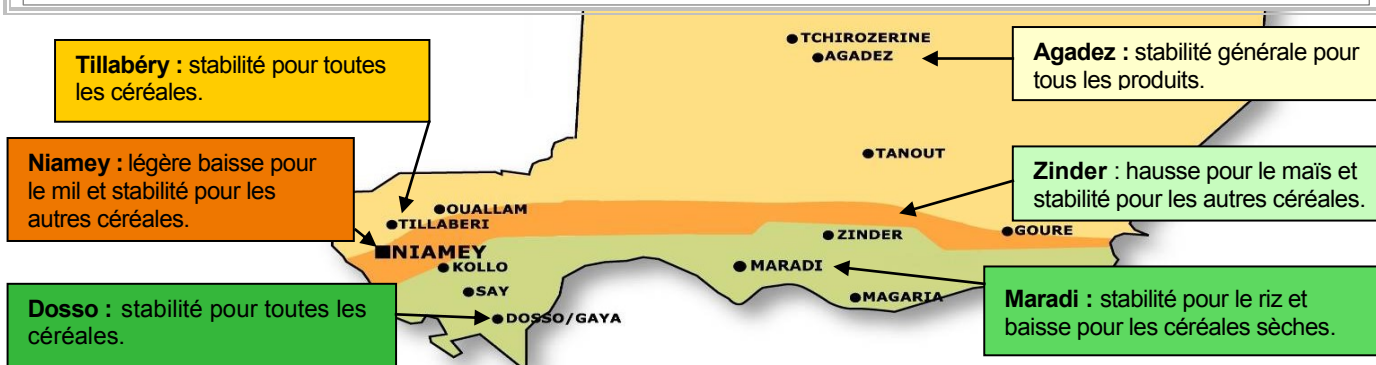 Tillabéry : stabilité pour toutes
les céréales.
Niamey : légère baisse pour
le mil et stabilité pour les
autres céréales.
Dosso : stabilité pour toutes les
céréales.
TCHIROZERINE
AGADEZ
TANOUT
OUALLAM
TILLABERI
NIAMEY
KOLLO
SAY
DOSSO/GAYA
ZINDER
GOURE
MARADI
MAGARIA
Agadez : stabilité générale pour
tous les produits.
Zinder : hausse pour le maïs et
stabilité pour les autres céréales.
Maradi : stabilité pour le riz et
baisse pour les céréales sèches.